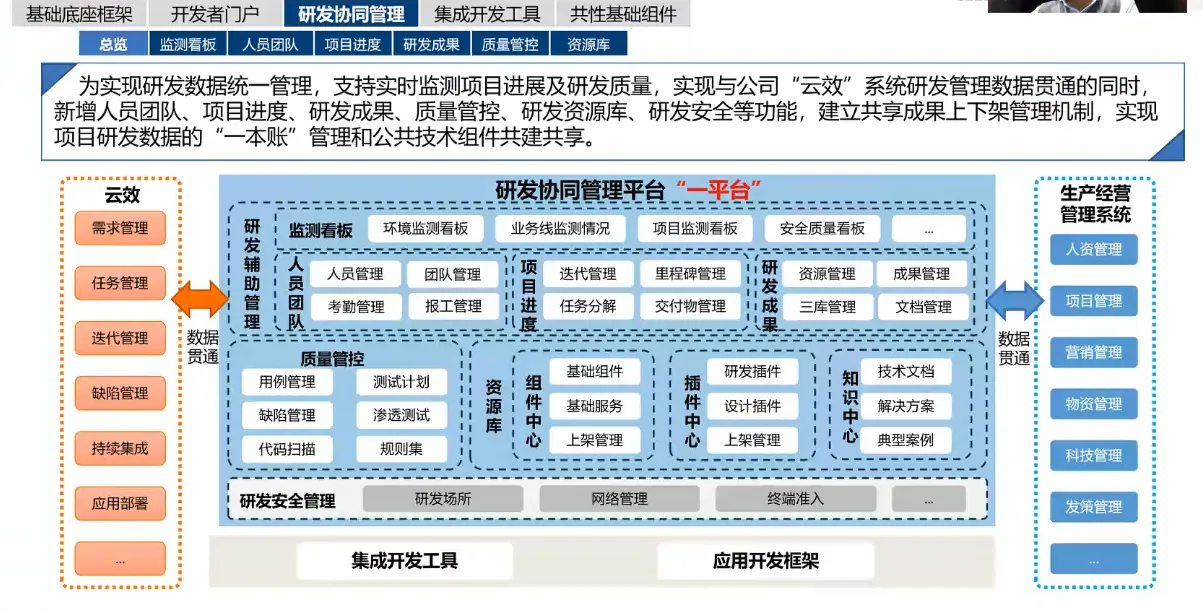 基础底座框架 开发者门户 研发协同管理 集成开发工具 共性基础组件
总览 监测看板 人员团队 项目进度 研发成果 质量管控 资源库
为实现研发数据统一管理，支持实时监测项目进展及研发质量，实现与公司“云效”系统研发管理数据贯通的同时，
新增人员团队、项目进度、研发成果、质量管控、研发资源库、研发安全等功能，建立共享成果上下架管理机制，实现
项目研发数据的“一本账”管理和公共技术组件共建共享。
云效
需求管理
任务管理
迭代管理
缺陷管理
持续集成
应用部署
...
数据
贯通
研发协同管理平台“一平台”
研发辅助管理
监测看板 环境监测看板 业务线监测情况 项目监测看板 安全质量看板 ...
人员团队
人员管理 团队管理
考勤管理 报工管理
项目进度
迭代管理 里程碑管理
任务分解 交付物管理
研发成果
资源管理 成果管理
三库管理 文档管理
质量管控
用例管理 测试计划
缺陷管理 渗透测试
代码扫描 规则集
资源库
组件中心
基础组件
基础服务
上架管理
插件中心
研发插件
设计插件
上架管理
知识中心
技术文档
解决方案
典型案例
研发安全管理 研发场所 网络管理 终端准入 ...
集成开发工具 应用开发框架
数据
贯通
生产经营
管理系统
人资管理
项目管理
营销管理
物资管理
科技管理
发策管理
...